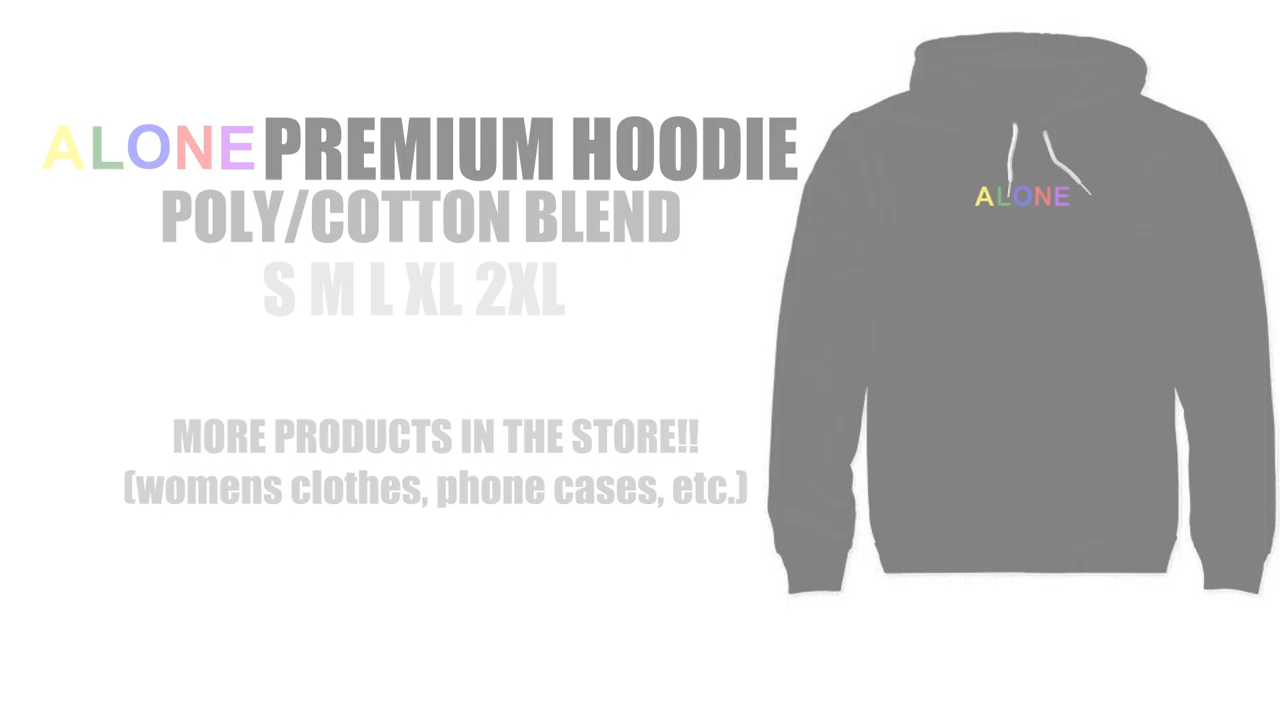 ALONE PREMIUM HOODIE
POLY/COTTON BLEND
S M L XL 2XL
MORE PRODUCTS IN THE STORE!!
(womens clothes, phone cases, etc.)
ALONE